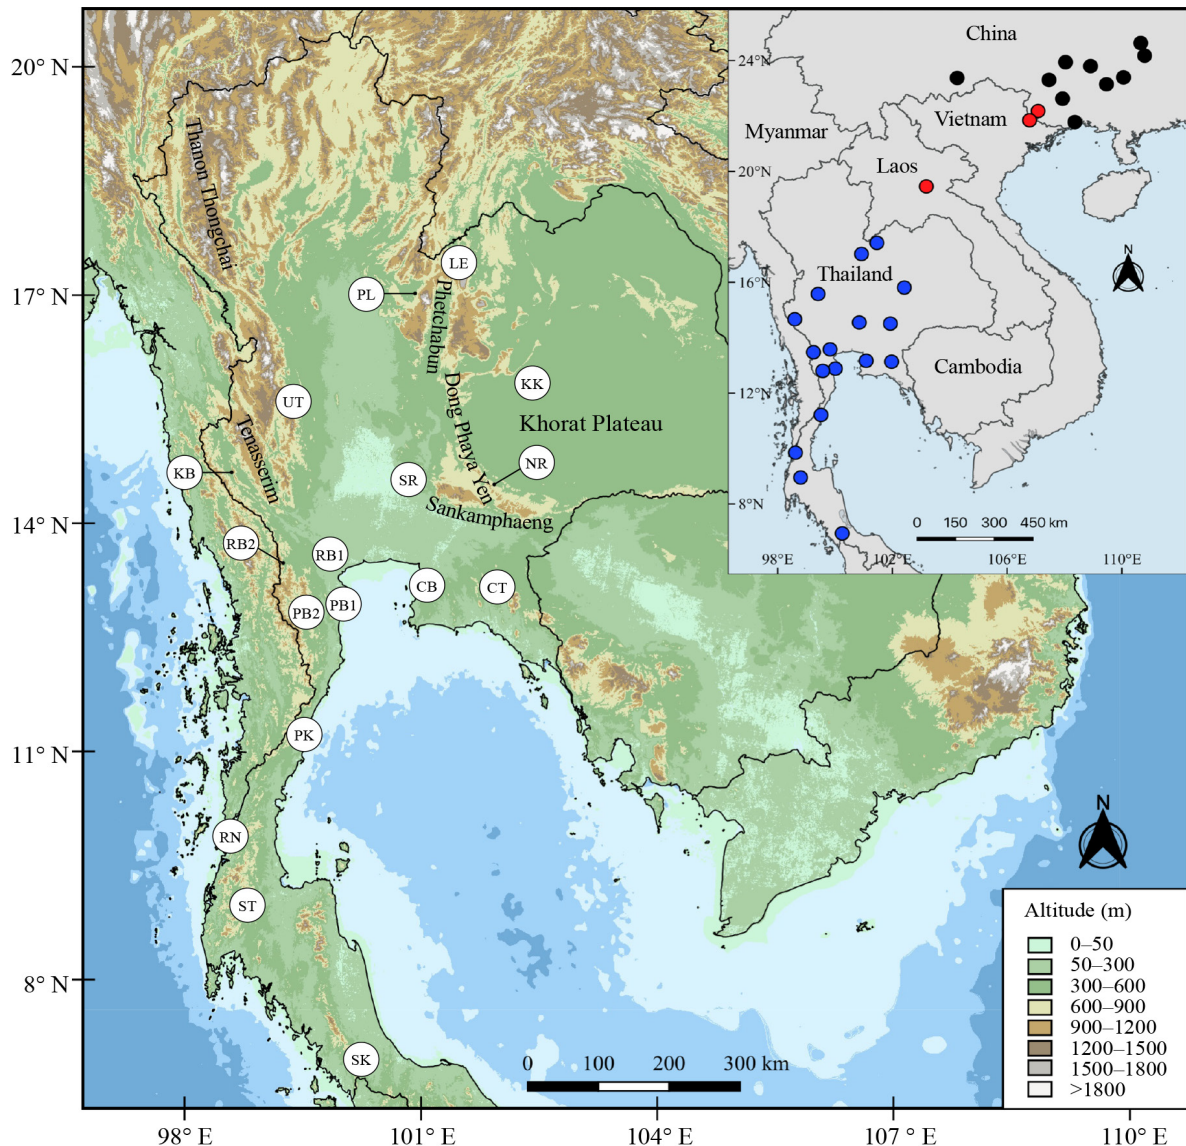 20° N
17° N
14° N
11° N
8° N
98° E
101° E
104° E
107° E
110° E
Thanon Thongchai
Tenasserim
Phetchabun
Dong Phaya Yen
Sankamphaeng
Khorat Plateau
LE
PL
KK
UT
NR
KB
SR
RB2
RB1
CB
CT
PB2
PB1
PK
RN
ST
SK
0 100 200 300 km
N
Altitude (m)
0–50
50–300
300–600
600–900
900–1200
1200–1500
1500–1800
>1800
China
Myanmar
Vietnam
Laos
Thailand
Cambodia
24°N
20°N
16°N
12°N
8°N
98°E
102°E
106°E
110°E
N
0 150 300 450 km